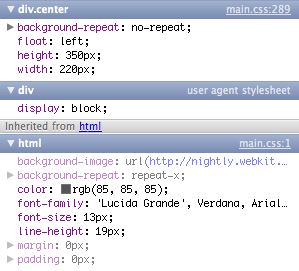 ▼ div.center main.css:289
▶ background-repeat: no-repeat;
float: left;
height: 350px;
width: 220px;
▼ div user agent stylesheet
display: block;
Inherited from html
▼ html main.css:1
background-image: url(http://nightly.webkit.…
▶ background-repeat: repeat-x;
color: rgb(85, 85, 85);
font-family: 'Lucida Grande', Verdana, Arial…
font-size: 13px;
line-height: 19px;
▶ margin: 0px;
▶ padding: 0px;